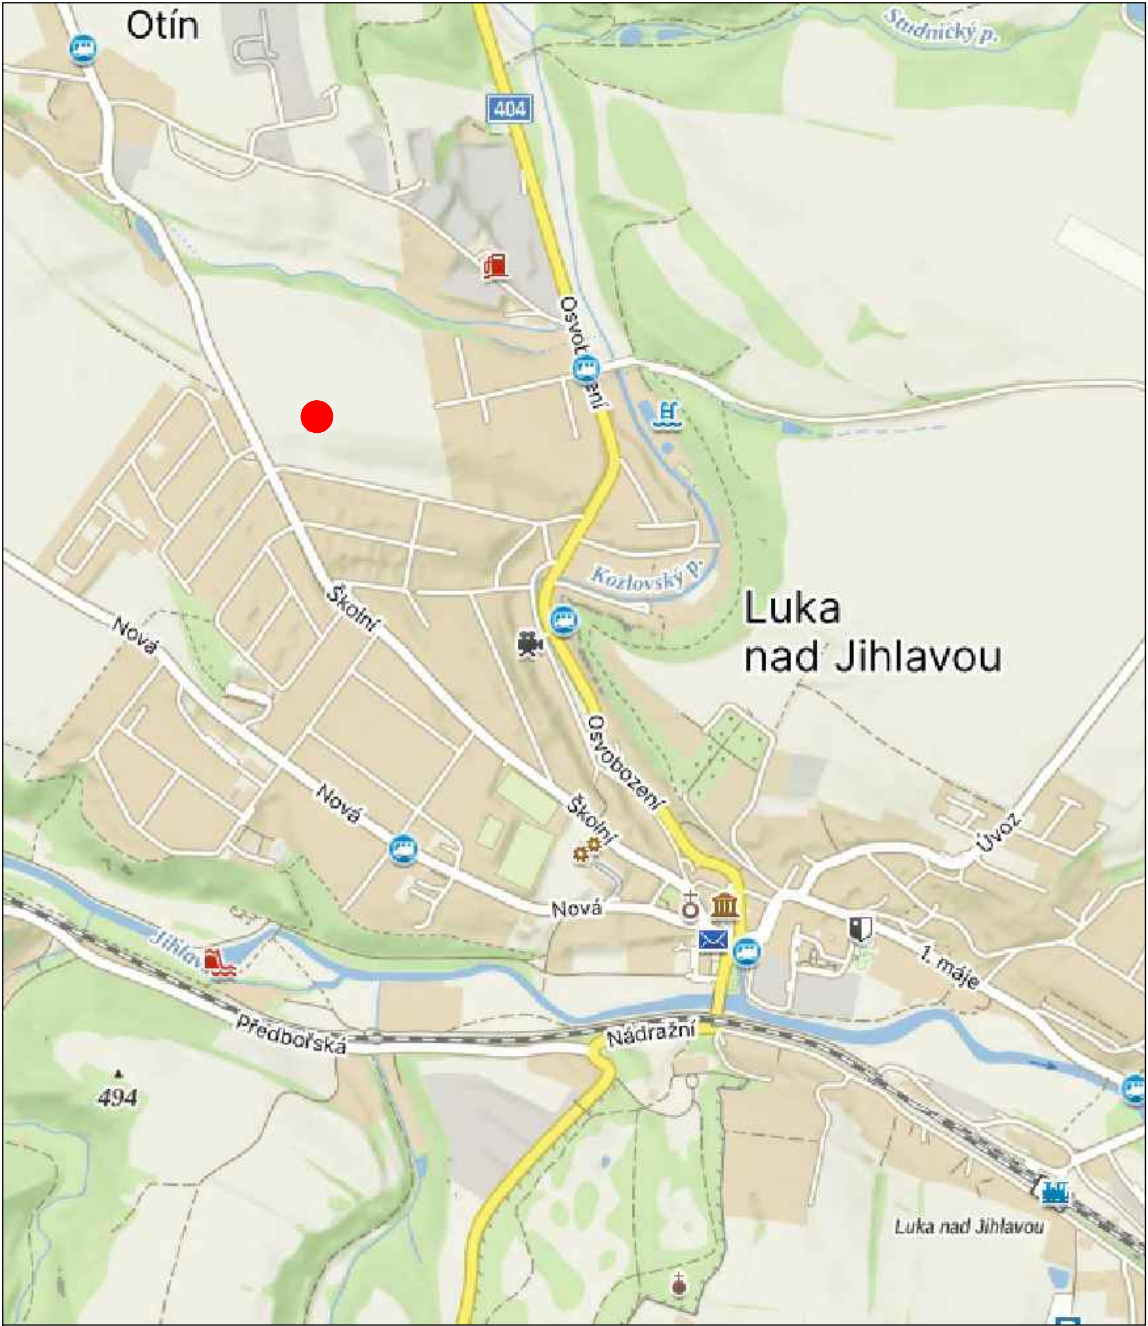 Otín
Studnický p.
404
Osvobození
Kozlovský p.
Luka
nad Jihlavou
Školní
Nová
Osvobození
Nová
Školní
Úvoz
Nová
1. máje
Jihlava
Předbořská
Nádražní
494
Luka nad Jihlavou